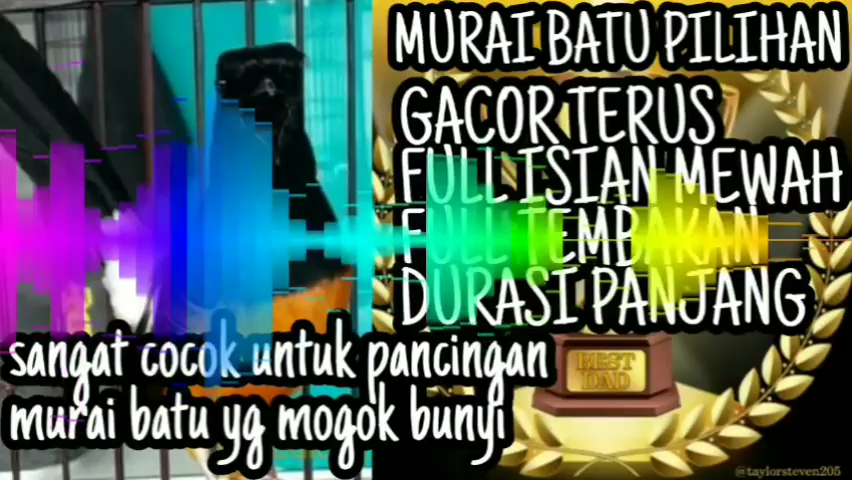 MURAI BATU PILIHAN
GACOR TERUS
FULL ISIAN MEWAH
FULL TEMBAKAN
DURASI PANJANG
sangat cocok untuk pancingan
murai batu yg mogok bunyi
BEST
DAD
@taylorsteven205